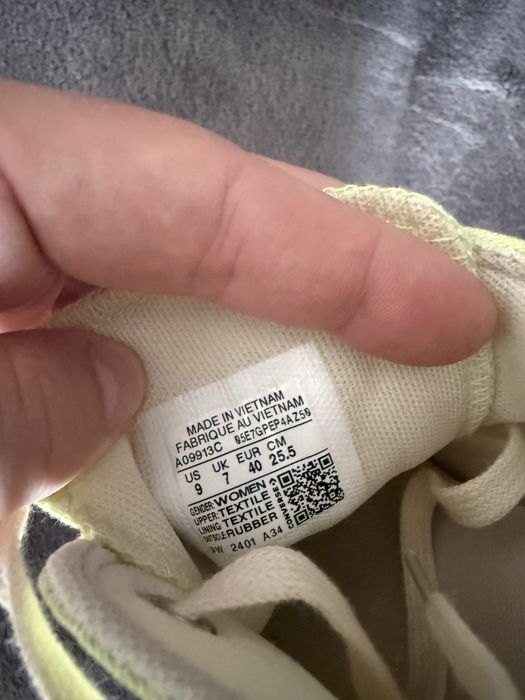 MADE IN VIETNAM
FABRIQUE AU VIETNAM
A09913C 05E7GPEP4AZ50
US UK EUR CM
9 7 40 25.5
GENDER: WOMEN
UPPER: TEXTILE
LINING TEXTILE
OUTSOLE RUBBER
2401 A34
CONVERSE